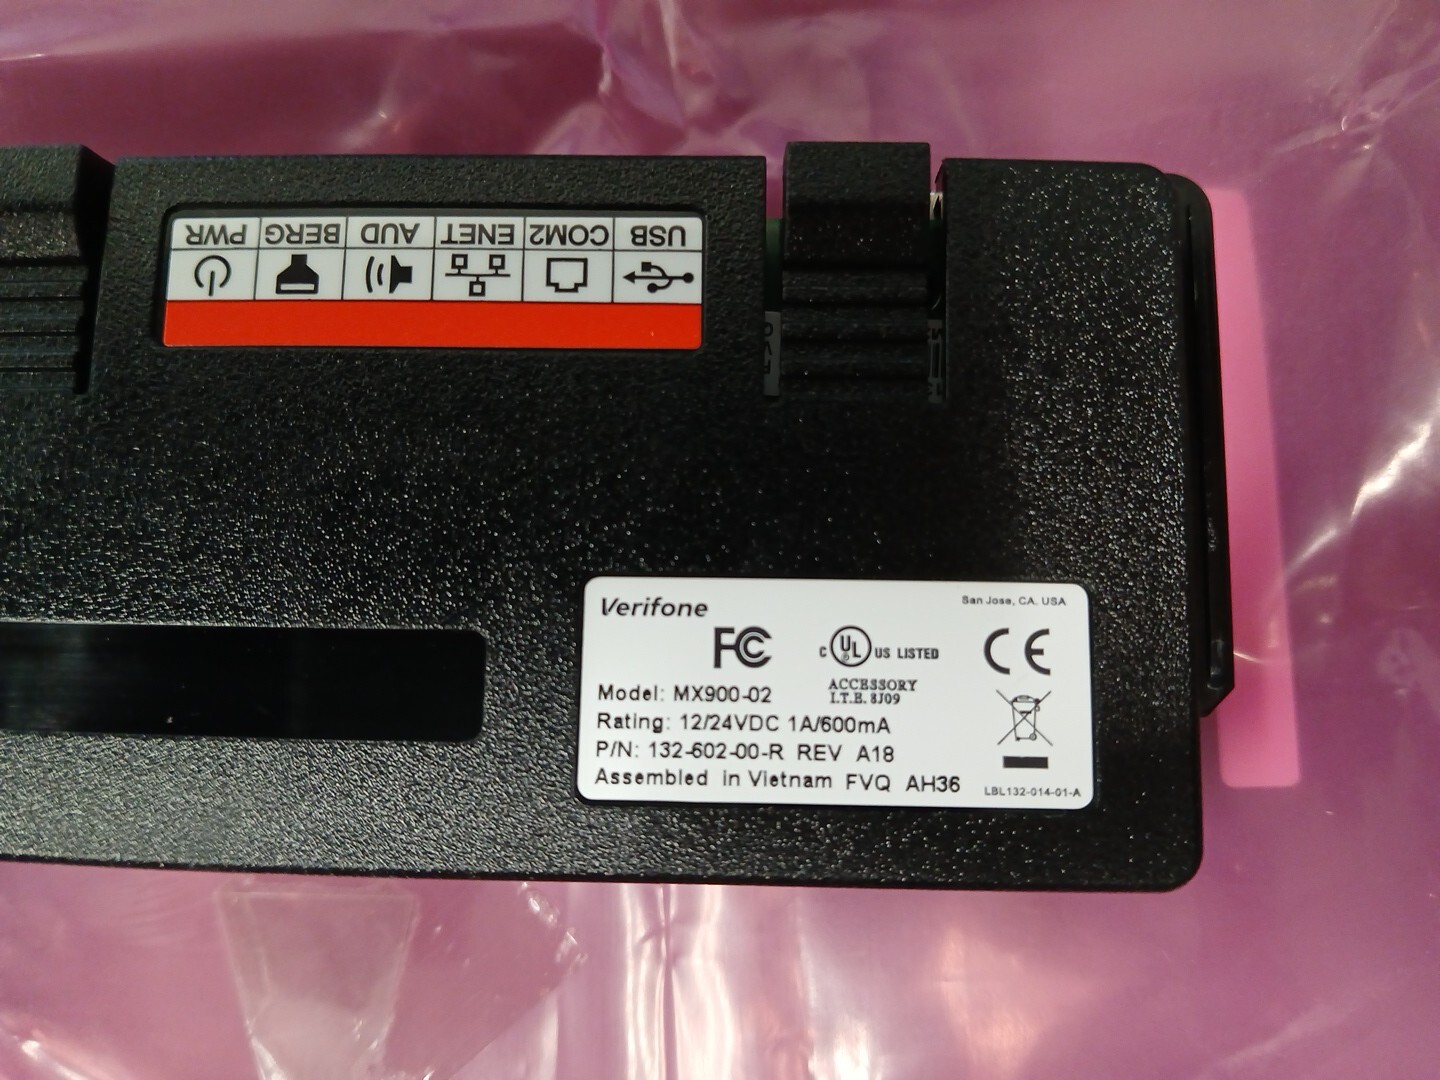 PWR BERG AUD ENET COM2 USB
Verifone
San Jose, CA. USA
FC
C UL US LISTED
CE
ACCESSORY
I.T.E. 8J09
Model: MX900-02
Rating: 12/24VDC 1A/600mA
P/N: 132-602-00-R REV A18
Assembled in Vietnam FVQ AH36
LBL132-014-01-A